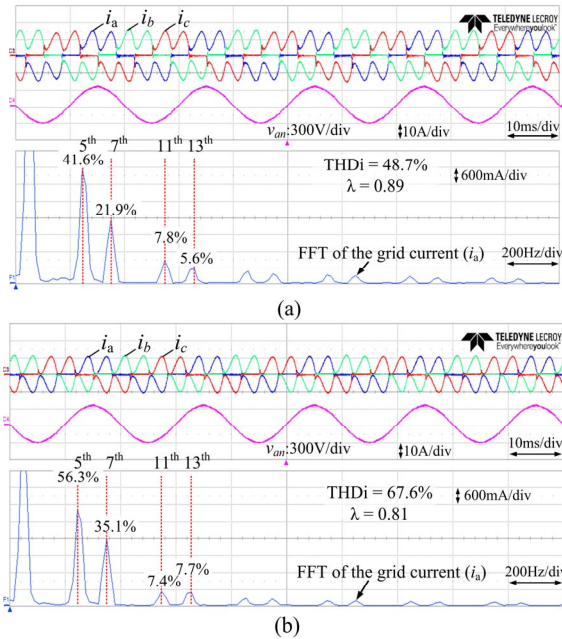 ia ib ic
TELEDYNE LECROY
Everywhereyoulook
van:300V/div 10A/div 10ms/div
5th 7th 11th 13th
41.6%
THDi = 48.7% 600mA/div
λ = 0.89
21.9%
7.8%
5.6%
FFT of the grid current (ia) 200Hz/div
(a)
TELEDYNE LECROY
Everywhereyoulook
ia ib ic
van:300V/div 10A/div 10ms/div
5th 7th 11th 13th
56.3%
THDi = 67.6% 600mA/div
λ = 0.81
35.1%
7.4% 7.7%
FFT of the grid current (ia) 200Hz/div
(b)